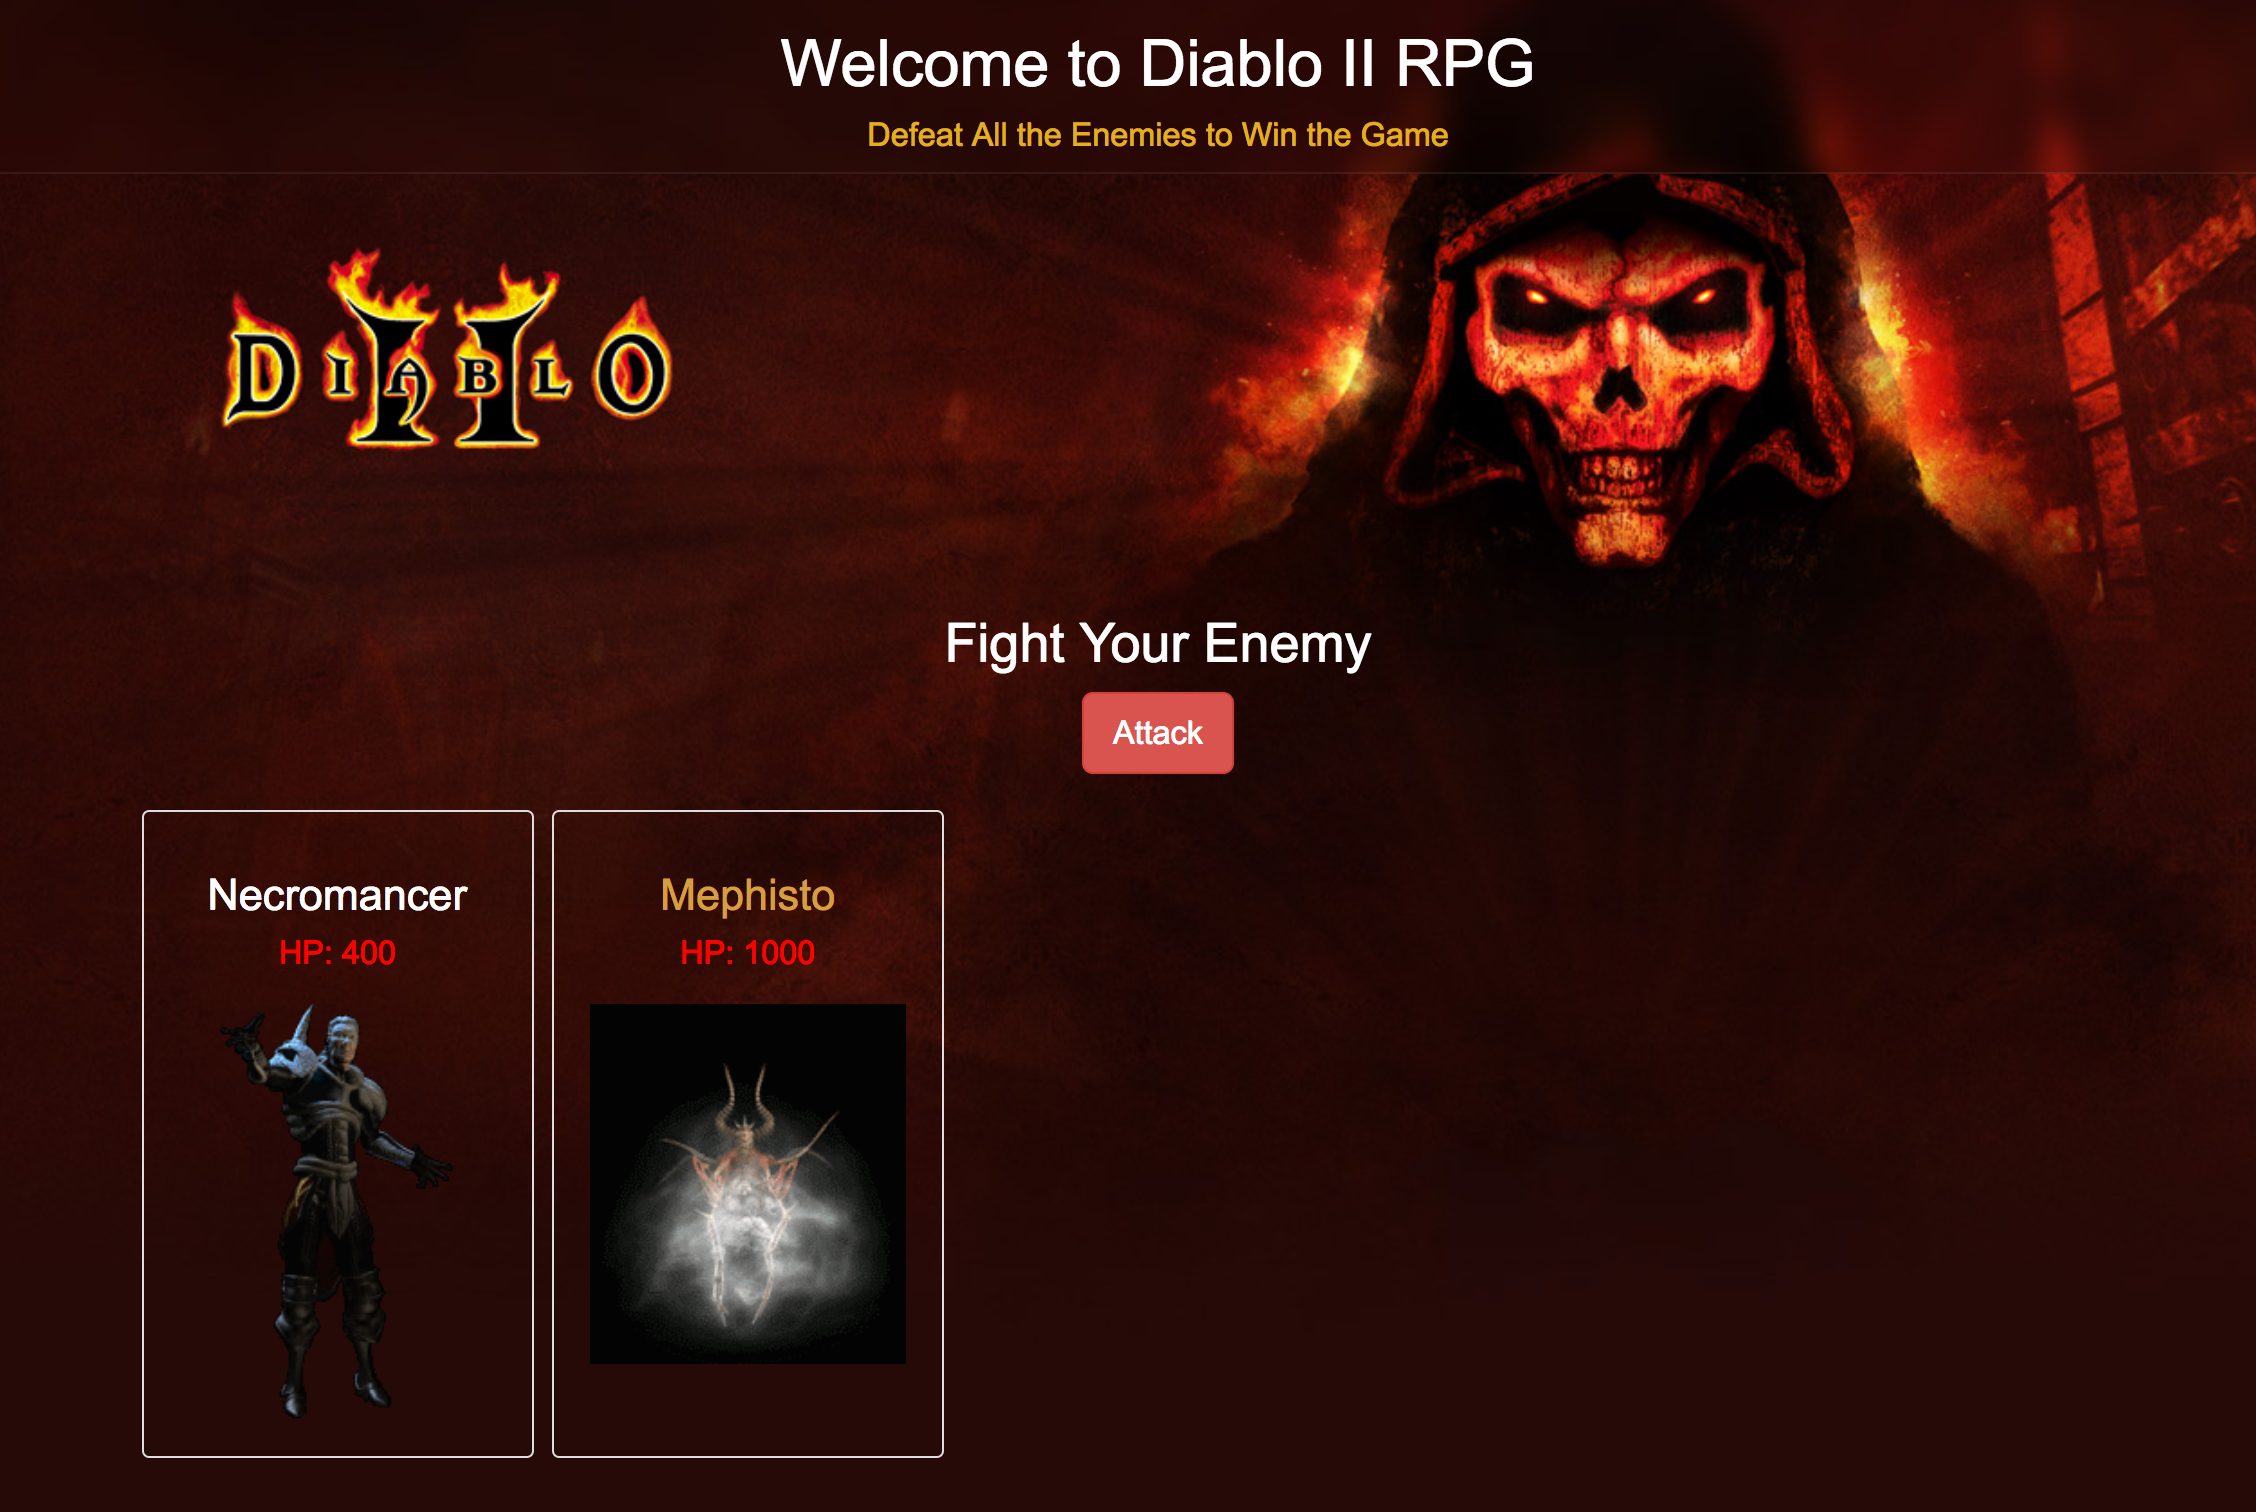 Welcome to Diablo II RPG
Defeat All the Enemies to Win the Game
DIABLO
II
Fight Your Enemy
Attack
Necromancer
HP: 400
Mephisto
HP: 1000